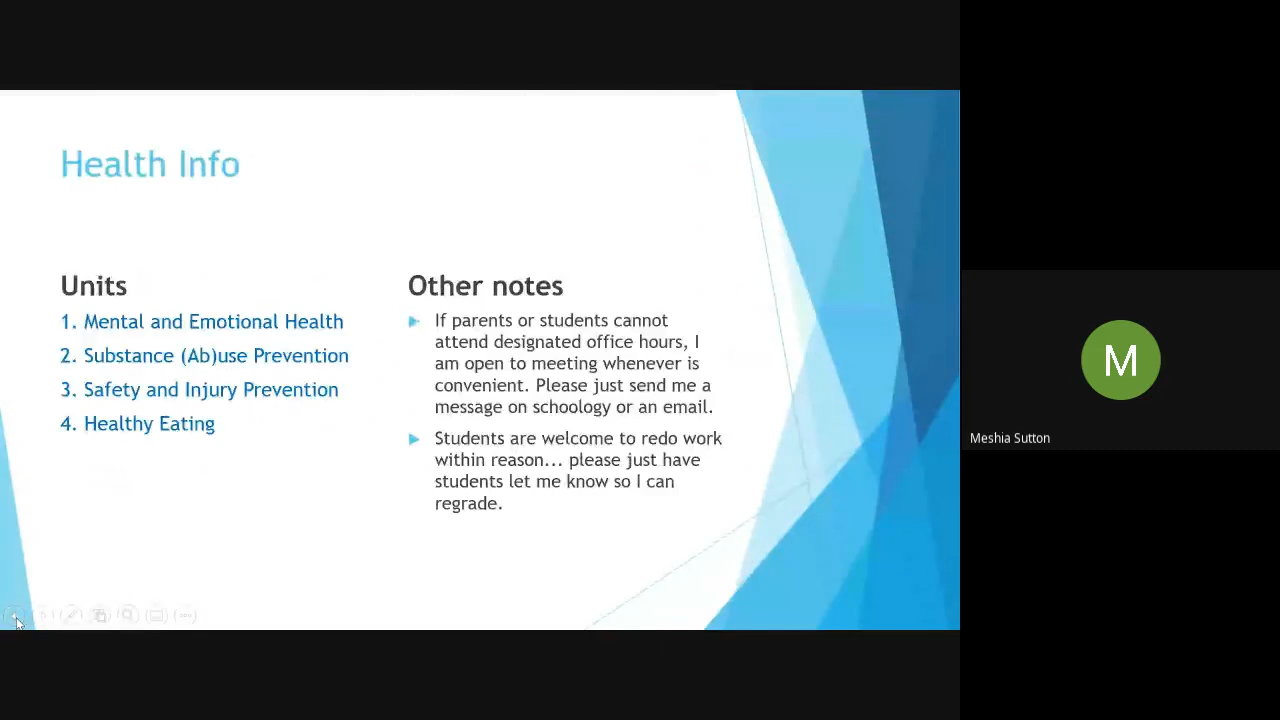 Health Info
Units
1. Mental and Emotional Health
2. Substance (Ab)use Prevention
3. Safety and Injury Prevention
4. Healthy Eating
Other notes
If parents or students cannot
attend designated office hours, I
am open to meeting whenever is
convenient. Please just send me a
message on schoology or an email.
Students are welcome to redo work
within reason... please just have
students let me know so I can
regrade.
M
Meshia Sutton